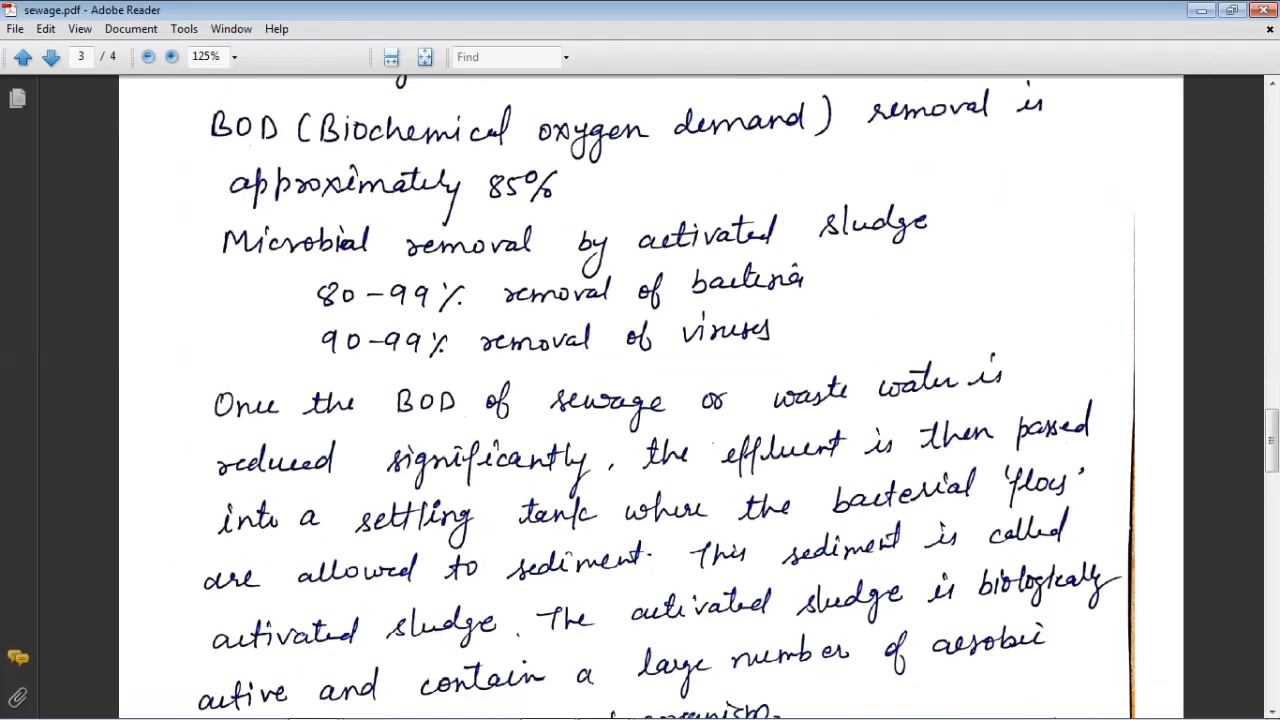 sewage.pdf - Adobe Reader
File Edit View Document Tools Window Help
3 / 4 125% Find
BOD (Biochemical oxygen demand) removal is
approximately 85%
Microbial removal by activated sludge
80-99% removal of bacteria
90-99% removal of viruses
Once the BOD of sewage or waste water is
reduced significantly, the effluent is then passed
into a settling tank where the bacterial 'flocs'
are allowed to sediment. This sediment is called
activated sludge. The activated sludge is biologically
active and contain a large number of aerobic